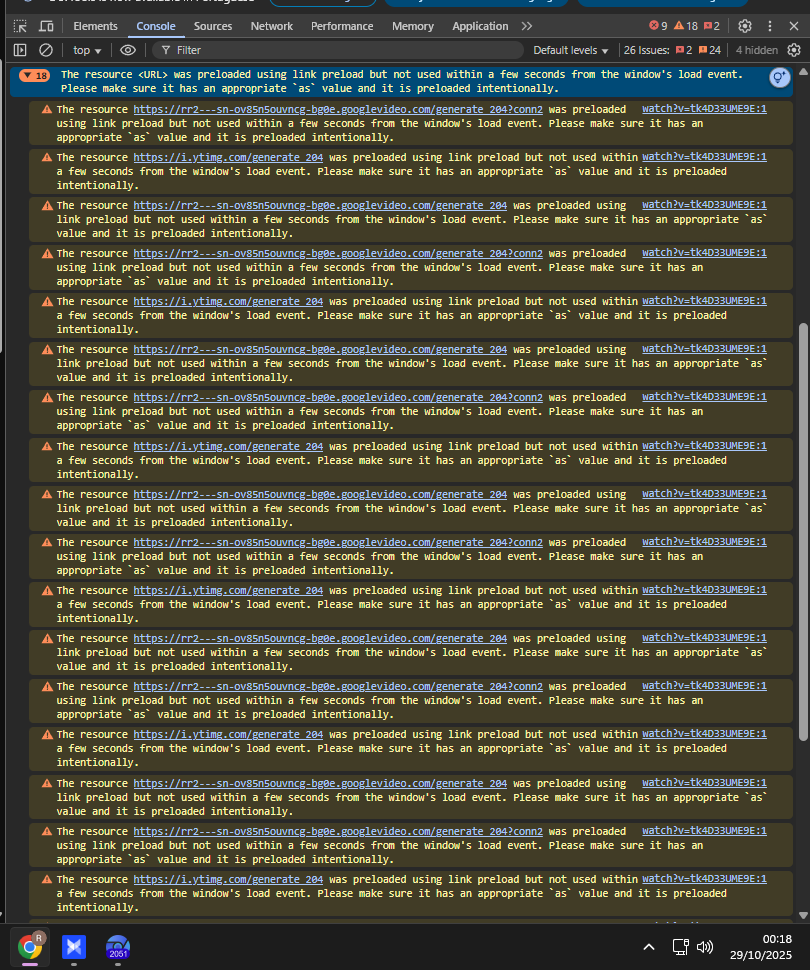 Elements Console Sources Network Performance Memory Application 9 18 2
top Filter Default levels 26 Issues: 2 24 4 hidden
18 The resource <URL> was preloaded using link preload but not used within a few seconds from the window's load event.
Please make sure it has an appropriate `as` value and it is preloaded intentionally.
The resource https://rr2---sn-ov85n5ouvncg-bg0e.googlevideo.com/generate_204?conn2 was preloaded watch?v=tk4D33UME9E:1
using link preload but not used within a few seconds from the window's load event. Please make sure it has an
appropriate `as` value and it is preloaded intentionally.
The resource https://i.ytimg.com/generate_204 was preloaded using link preload but not used within watch?v=tk4D33UME9E:1
a few seconds from the window's load event. Please make sure it has an appropriate `as` value and it is preloaded
intentionally.
The resource https://rr2---sn-ov85n5ouvncg-bg0e.googlevideo.com/generate_204 was preloaded using watch?v=tk4D33UME9E:1
link preload but not used within a few seconds from the window's load event. Please make sure it has an appropriate `as`
value and it is preloaded intentionally.
The resource https://rr2---sn-ov85n5ouvncg-bg0e.googlevideo.com/generate_204?conn2 was preloaded watch?v=tk4D33UME9E:1
using link preload but not used within a few seconds from the window's load event. Please make sure it has an
appropriate `as` value and it is preloaded intentionally.
The resource https://i.ytimg.com/generate_204 was preloaded using link preload but not used within watch?v=tk4D33UME9E:1
a few seconds from the window's load event. Please make sure it has an appropriate `as` value and it is preloaded
intentionally.
The resource https://rr2---sn-ov85n5ouvncg-bg0e.googlevideo.com/generate_204 was preloaded using watch?v=tk4D33UME9E:1
link preload but not used within a few seconds from the window's load event. Please make sure it has an appropriate `as`
value and it is preloaded intentionally.
The resource https://rr2---sn-ov85n5ouvncg-bg0e.googlevideo.com/generate_204?conn2 was preloaded watch?v=tk4D33UME9E:1
using link preload but not used within a few seconds from the window's load event. Please make sure it has an
appropriate `as` value and it is preloaded intentionally.
The resource https://i.ytimg.com/generate_204 was preloaded using link preload but not used within watch?v=tk4D33UME9E:1
a few seconds from the window's load event. Please make sure it has an appropriate `as` value and it is preloaded
intentionally.
The resource https://rr2---sn-ov85n5ouvncg-bg0e.googlevideo.com/generate_204 was preloaded using watch?v=tk4D33UME9E:1
link preload but not used within a few seconds from the window's load event. Please make sure it has an appropriate `as`
value and it is preloaded intentionally.
The resource https://rr2---sn-ov85n5ouvncg-bg0e.googlevideo.com/generate_204?conn2 was preloaded watch?v=tk4D33UME9E:1
using link preload but not used within a few seconds from the window's load event. Please make sure it has an
appropriate `as` value and it is preloaded intentionally.
The resource https://i.ytimg.com/generate_204 was preloaded using link preload but not used within watch?v=tk4D33UME9E:1
a few seconds from the window's load event. Please make sure it has an appropriate `as` value and it is preloaded
intentionally.
The resource https://rr2---sn-ov85n5ouvncg-bg0e.googlevideo.com/generate_204 was preloaded using watch?v=tk4D33UME9E:1
link preload but not used within a few seconds from the window's load event. Please make sure it has an appropriate `as`
value and it is preloaded intentionally.
The resource https://rr2---sn-ov85n5ouvncg-bg0e.googlevideo.com/generate_204?conn2 was preloaded watch?v=tk4D33UME9E:1
using link preload but not used within a few seconds from the window's load event. Please make sure it has an
appropriate `as` value and it is preloaded intentionally.
The resource https://i.ytimg.com/generate_204 was preloaded using link preload but not used within watch?v=tk4D33UME9E:1
a few seconds from the window's load event. Please make sure it has an appropriate `as` value and it is preloaded
intentionally.
The resource https://rr2---sn-ov85n5ouvncg-bg0e.googlevideo.com/generate_204 was preloaded using watch?v=tk4D33UME9E:1
link preload but not used within a few seconds from the window's load event. Please make sure it has an appropriate `as`
value and it is preloaded intentionally.
The resource https://rr2---sn-ov85n5ouvncg-bg0e.googlevideo.com/generate_204?conn2 was preloaded watch?v=tk4D33UME9E:1
using link preload but not used within a few seconds from the window's load event. Please make sure it has an
appropriate `as` value and it is preloaded intentionally.
The resource https://i.ytimg.com/generate_204 was preloaded using link preload but not used within watch?v=tk4D33UME9E:1
a few seconds from the window's load event. Please make sure it has an appropriate `as` value and it is preloaded
intentionally.
R
2051
00:18
29/10/2025